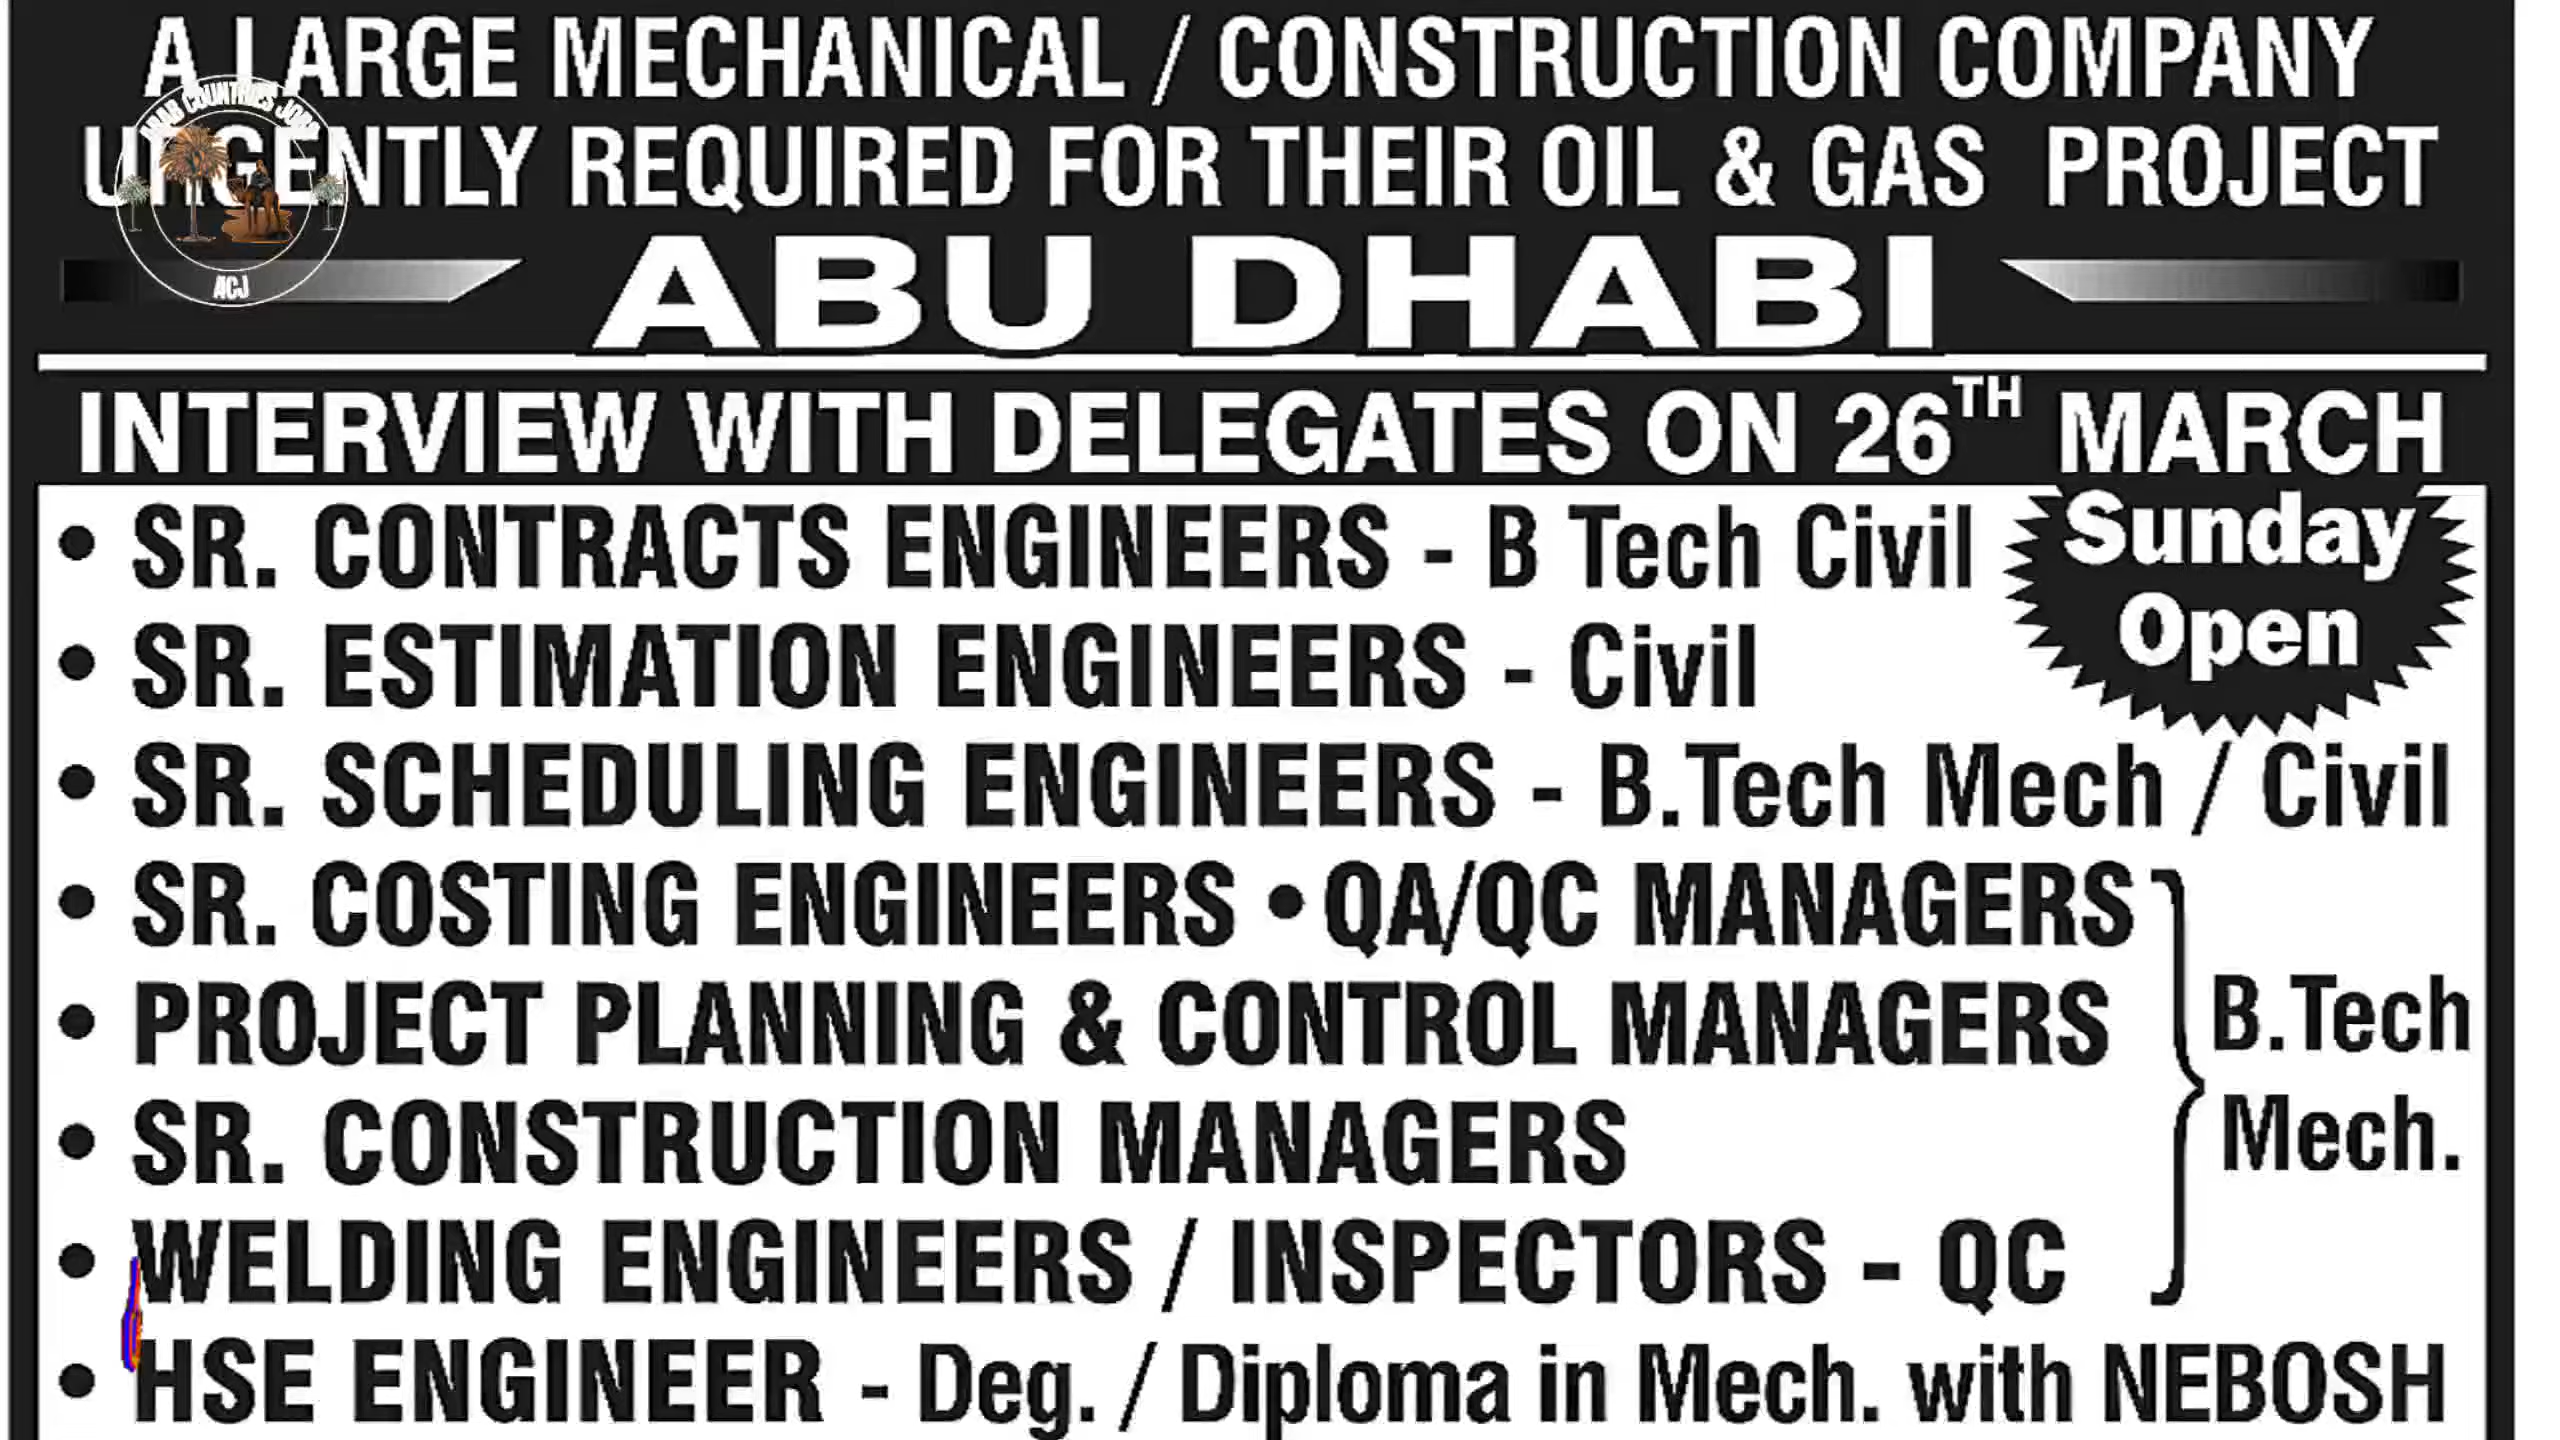 A LARGE MECHANICAL / CONSTRUCTION COMPANY
URGENTLY REQUIRED FOR THEIR OIL & GAS PROJECT
ARAB COUNTRIES JOBS
ACJ
ABU DHABI
INTERVIEW WITH DELEGATES ON 26TH MARCH
Sunday
Open
• SR. CONTRACTS ENGINEERS - B Tech Civil
• SR. ESTIMATION ENGINEERS - Civil
• SR. SCHEDULING ENGINEERS - B.Tech Mech / Civil
• SR. COSTING ENGINEERS • QA/QC MANAGERS
• PROJECT PLANNING & CONTROL MANAGERS
• SR. CONSTRUCTION MANAGERS
• WELDING ENGINEERS / INSPECTORS - QC
B.Tech
Mech.
• HSE ENGINEER - Deg. / Diploma in Mech. with NEBOSH